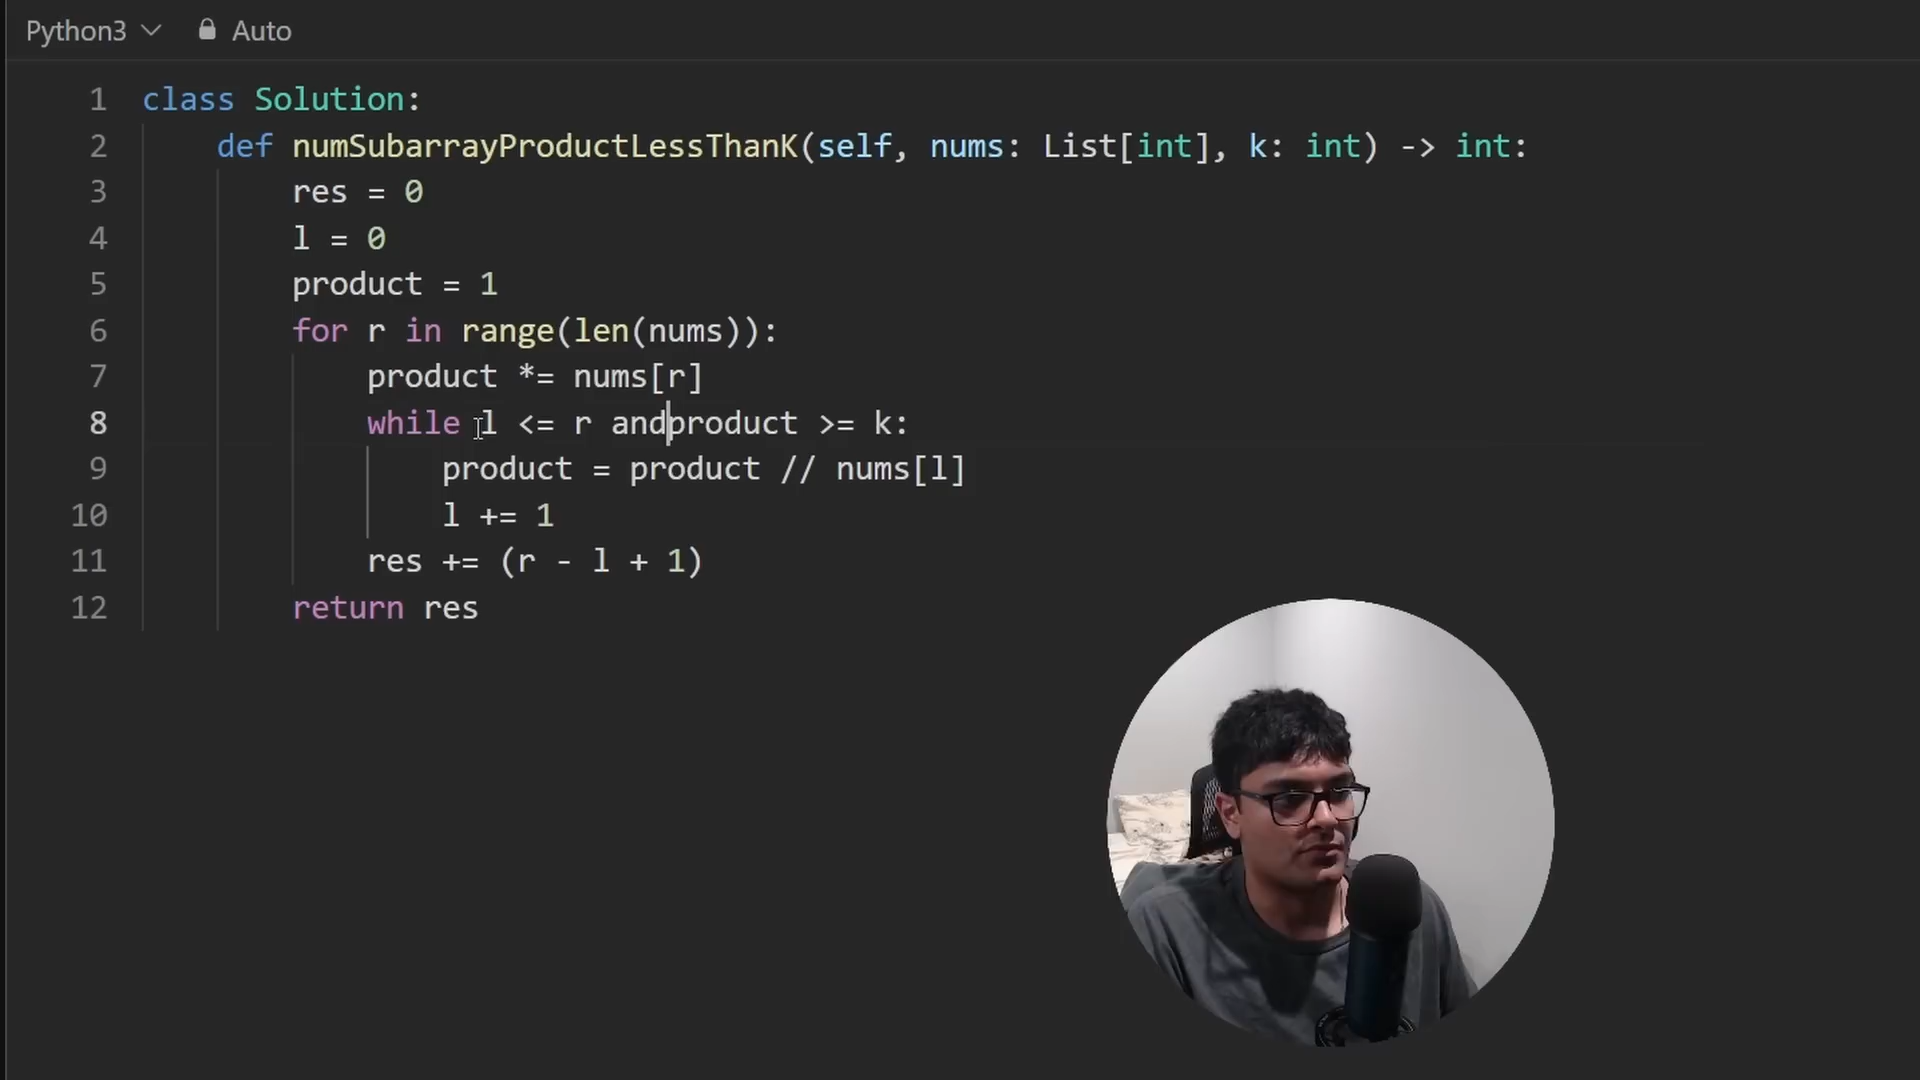 Python3 Auto
1 class Solution:
2 def numSubarrayProductLessThanK(self, nums: List[int], k: int) -> int:
3 res = 0
4 l = 0
5 product = 1
6 for r in range(len(nums)):
7 product *= nums[r]
8 while l <= r andproduct >= k:
9 product = product // nums[l]
10 l += 1
11 res += (r - l + 1)
12 return res